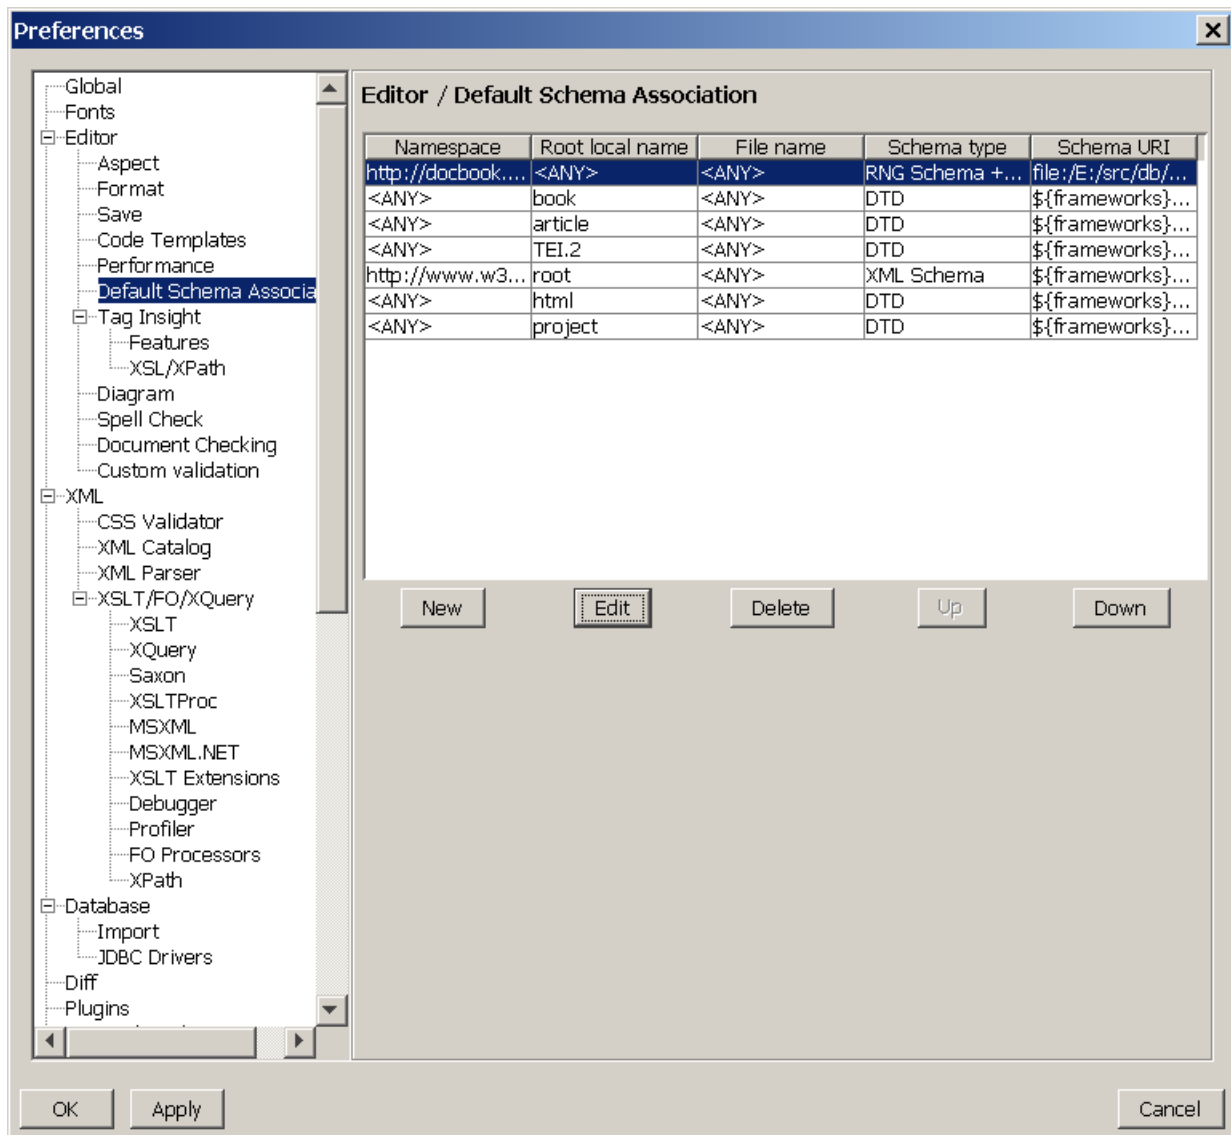 Preferences
Global
Fonts
Editor
Aspect
Format
Save
Code Templates
Performance
Default Schema Associa
Tag Insight
Features
XSL/XPath
Diagram
Spell Check
Document Checking
Custom validation
XML
CSS Validator
XML Catalog
XML Parser
XSLT/FO/XQuery
XSLT
XQuery
Saxon
XSLTProc
MSXML
MSXML.NET
XSLT Extensions
Debugger
Profiler
FO Processors
XPath
Database
Import
JDBC Drivers
Diff
Plugins
Editor / Default Schema Association
Namespace Root local name File name Schema type Schema URI
http://docbook.... <ANY> <ANY> RNG Schema +... file:/E:/src/db/...
<ANY> book <ANY> DTD ${frameworks}...
<ANY> article <ANY> DTD ${frameworks}...
<ANY> TEI.2 <ANY> DTD ${frameworks}...
http://www.w3... root <ANY> XML Schema ${frameworks}...
<ANY> html <ANY> DTD ${frameworks}...
<ANY> project <ANY> DTD ${frameworks}...
New Edit Delete Up Down
OK Apply Cancel